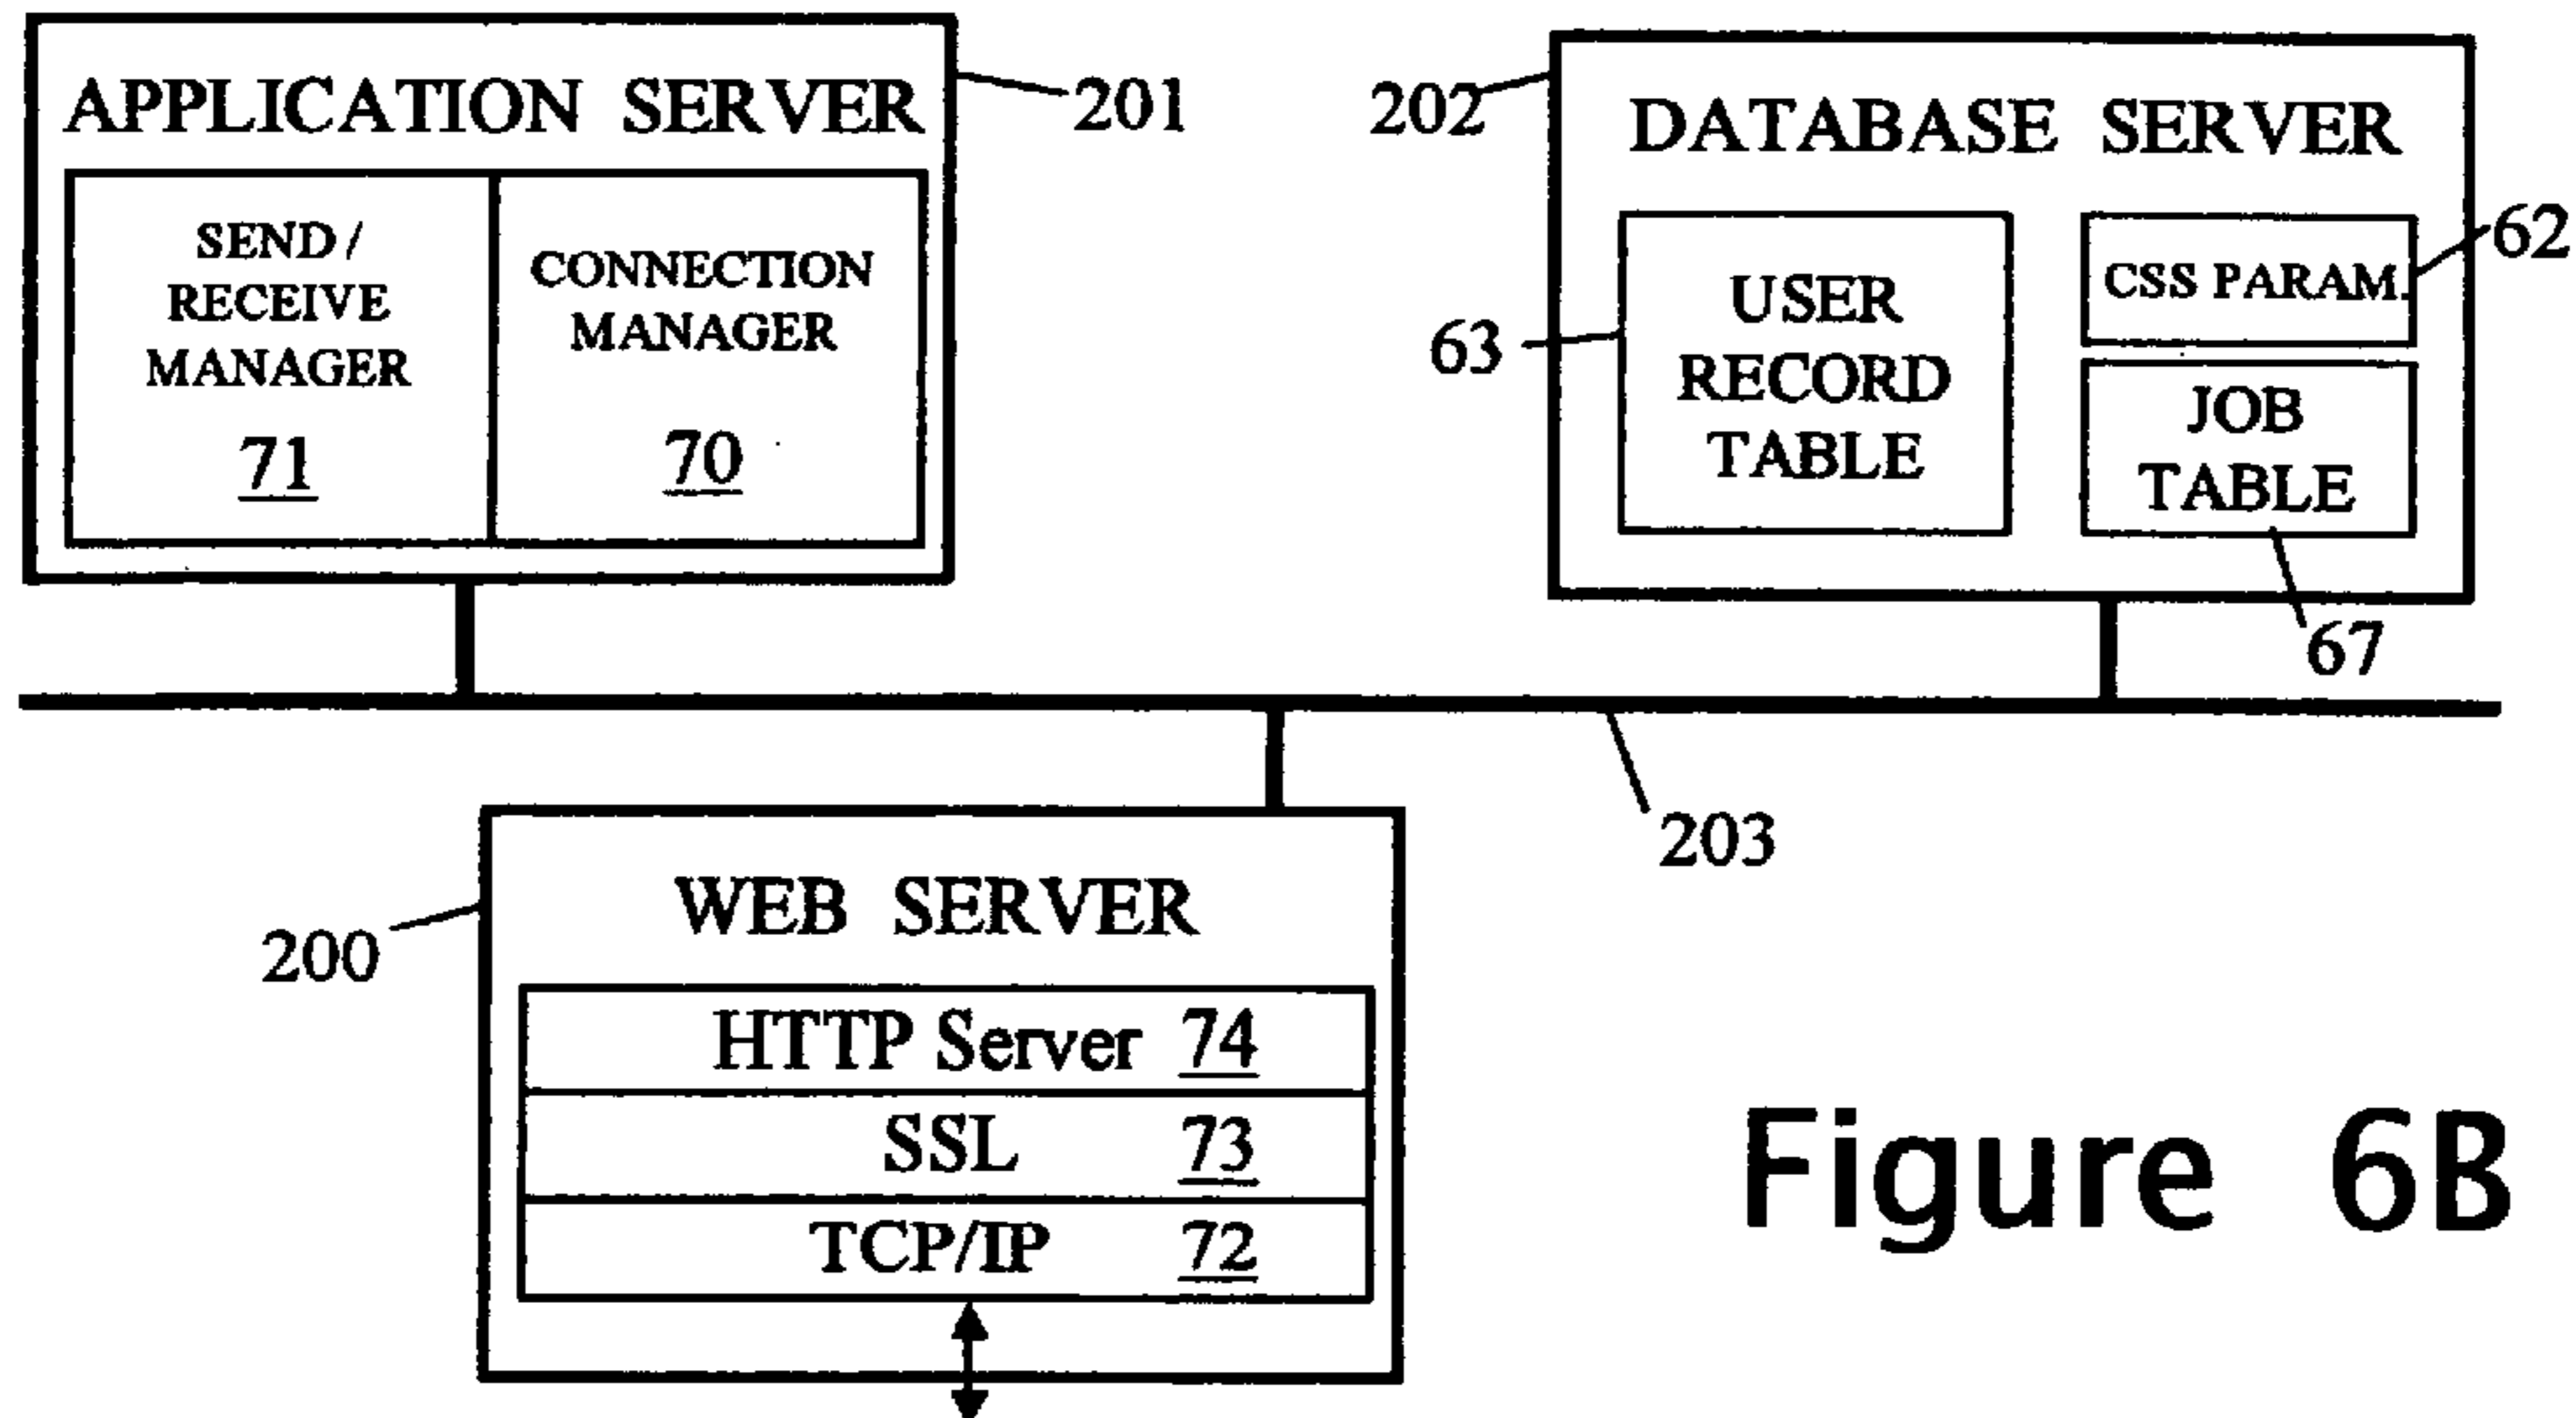 APPLICATION SERVER
201
SEND /
RECEIVE
MANAGER
71
CONNECTION
MANAGER
70
202
DATABASE SERVER
63
USER
RECORD
TABLE
CSS PARAM.
62
JOB
TABLE
67
203
200
WEB SERVER
HTTP Server 74
SSL 73
TCP/IP 72
Figure 6B